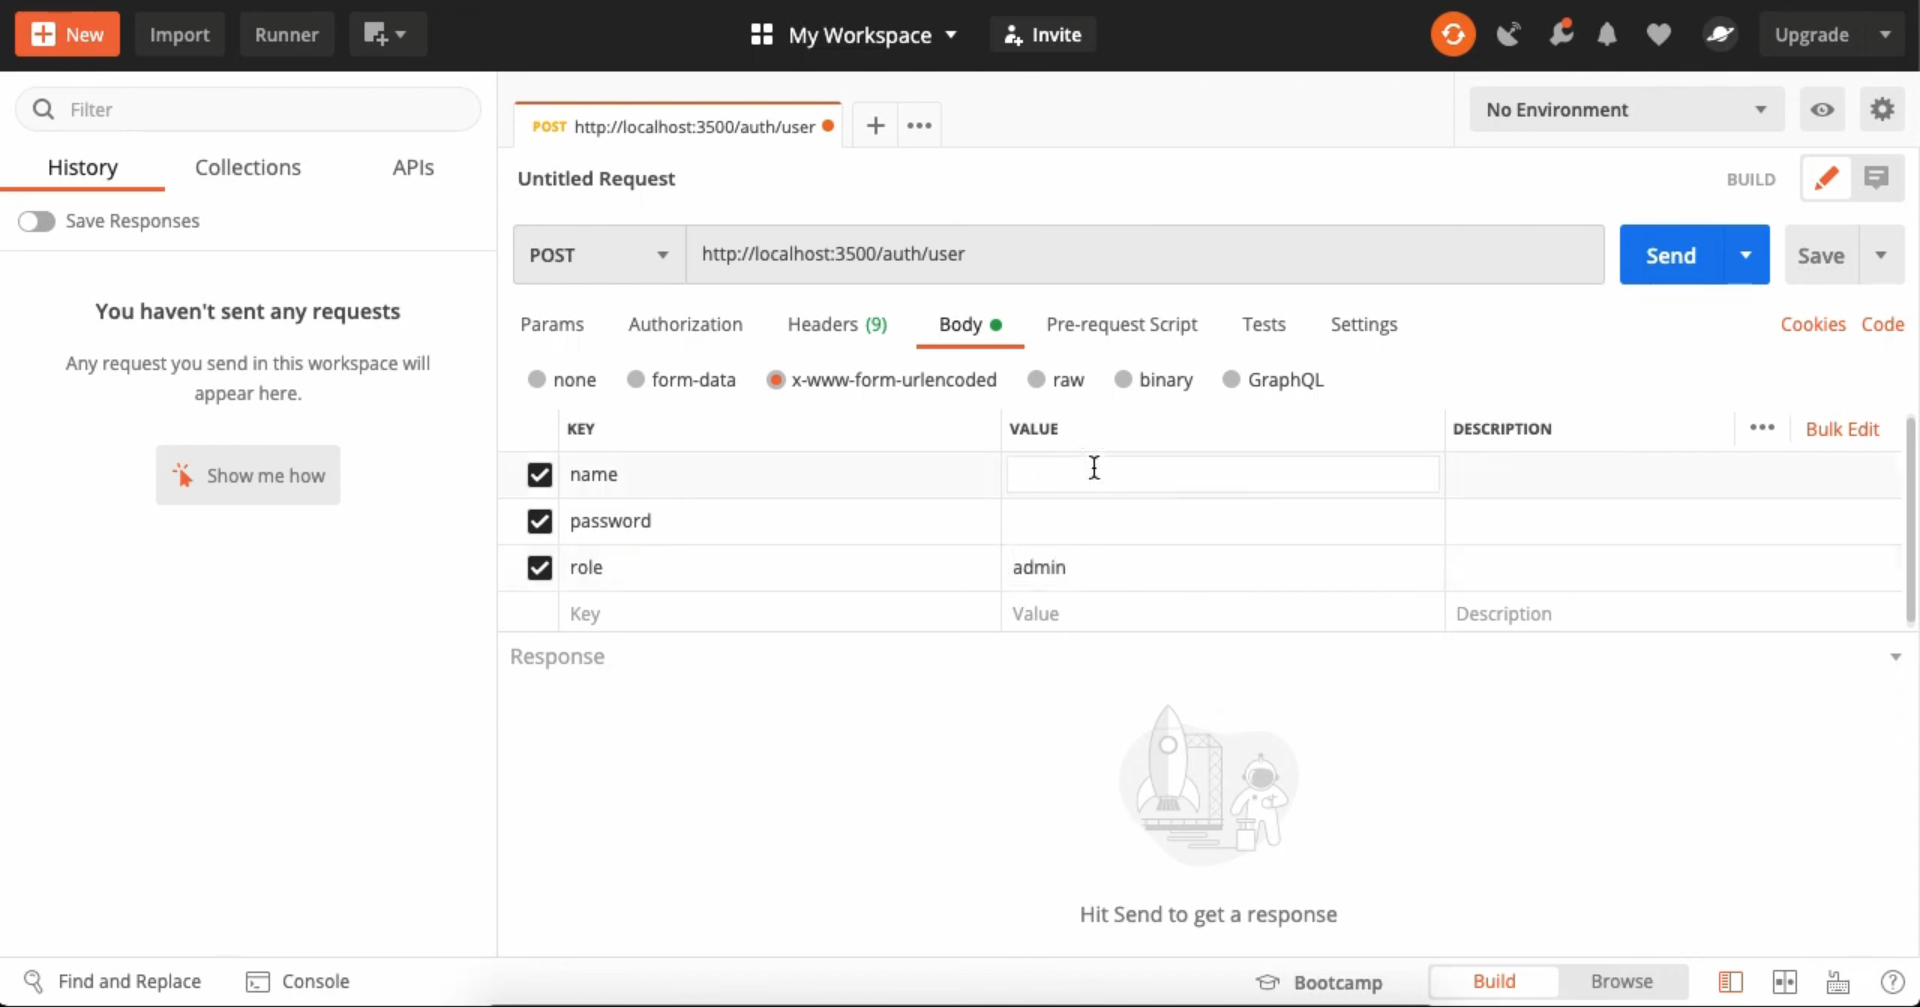 New Import Runner My Workspace Invite Upgrade
Filter
History Collections APIs
Save Responses
You haven't sent any requests
Any request you send in this workspace will
appear here.
Show me how
POST http://localhost:3500/auth/user
No Environment
Untitled Request
BUILD
POST http://localhost:3500/auth/user Send Save
Params Authorization Headers (9) Body Pre-request Script Tests Settings Cookies Code
none form-data x-www-form-urlencoded raw binary GraphQL
KEY VALUE DESCRIPTION Bulk Edit
name
password
role admin
Key Value Description
Response
Hit Send to get a response
Find and Replace Console Bootcamp Build Browse